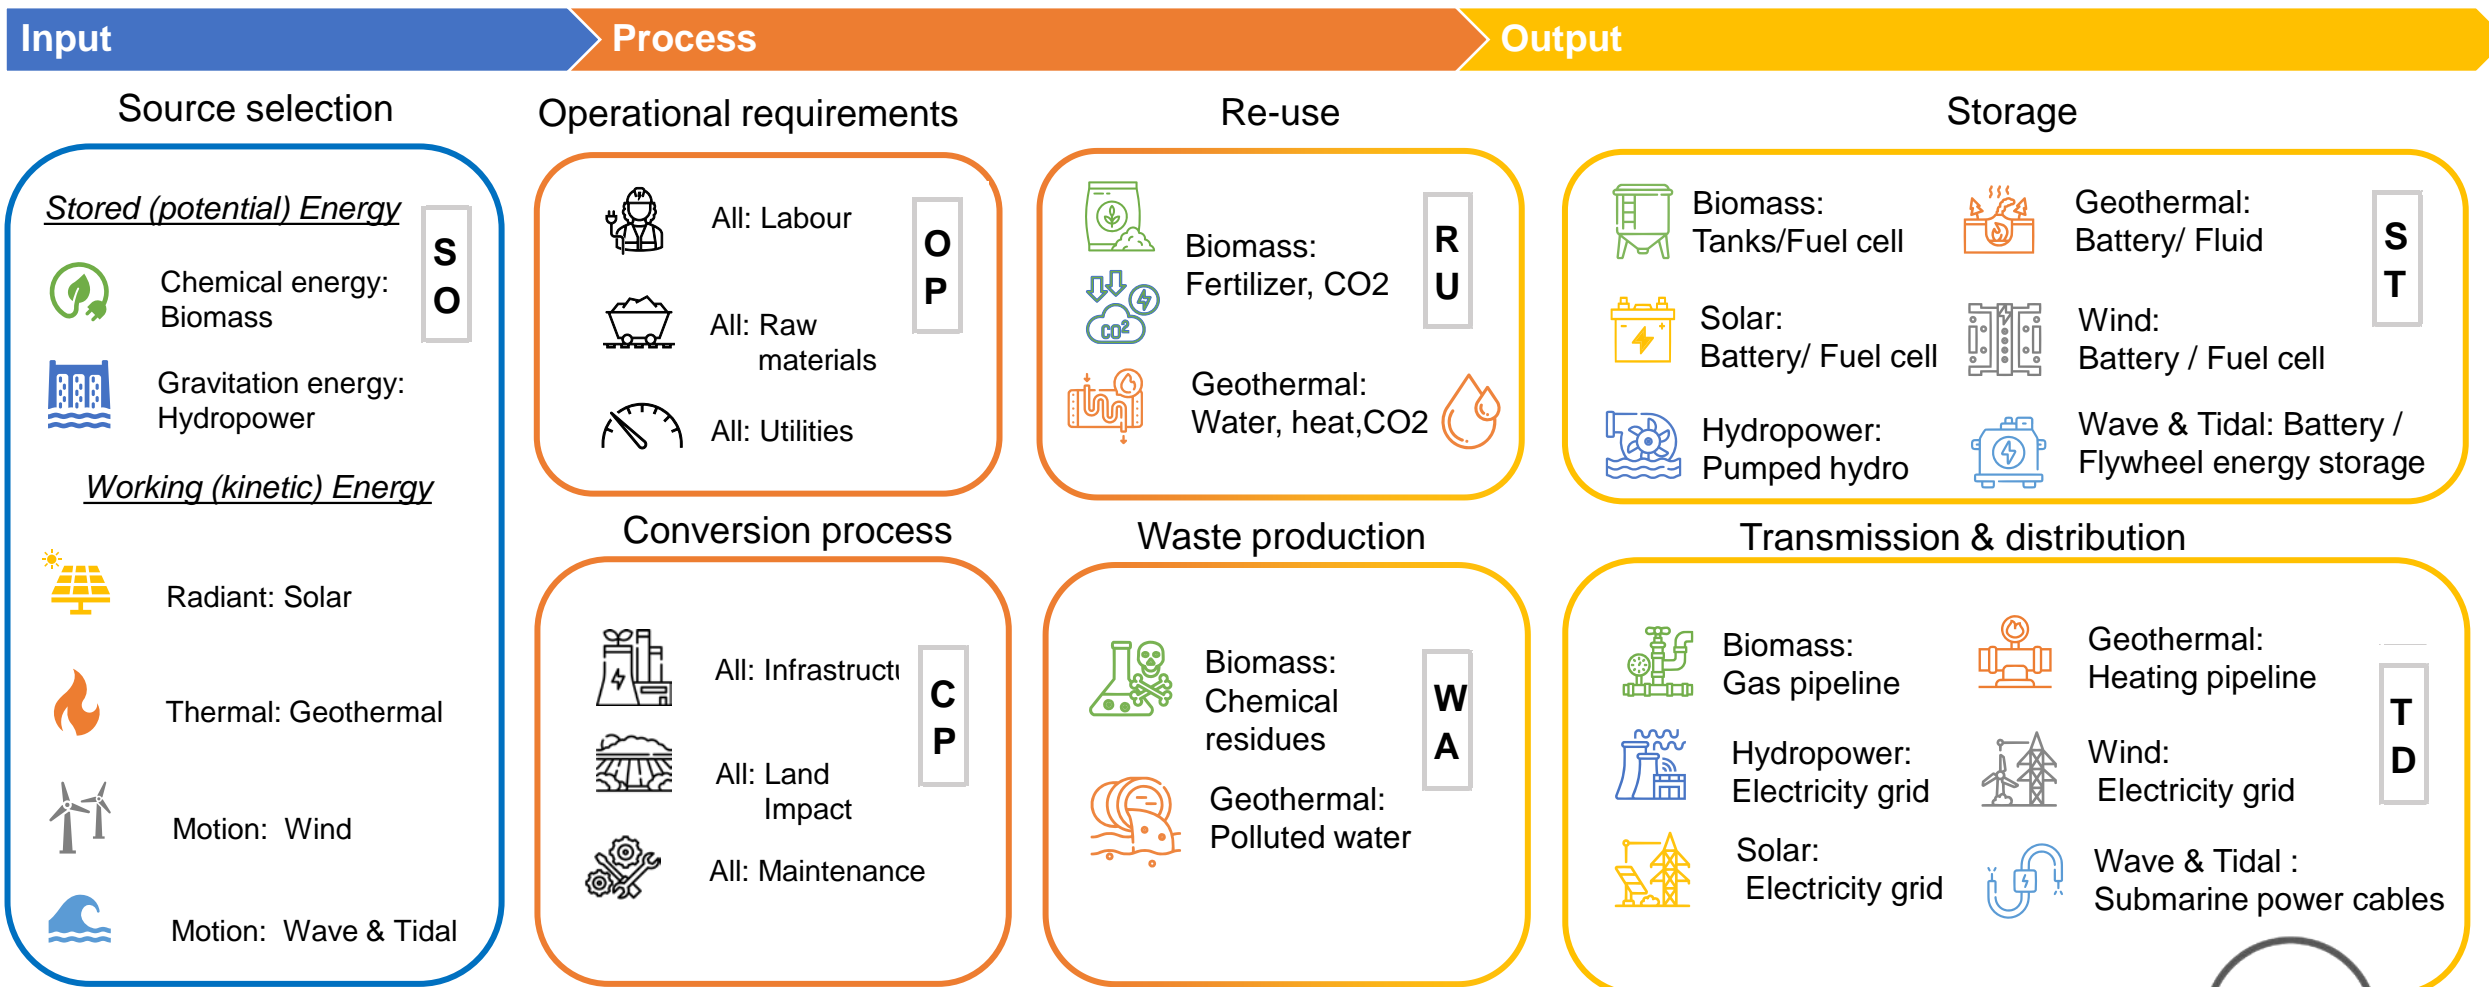 Input
Process
Output
Source selection
Stored (potential) Energy
S
O
Chemical energy:
Biomass
Gravitation energy:
Hydropower
Working (kinetic) Energy
Radiant: Solar
Thermal: Geothermal
Motion: Wind
Motion: Wave & Tidal
Operational requirements
All: Labour
O
P
All: Raw
materials
All: Utilities
Conversion process
All: Infrastructu
C
P
All: Land
Impact
All: Maintenance
Re-use
Biomass:
Fertilizer, CO2
R
U
CO²
Geothermal:
Water, heat,CO2
Waste production
Biomass:
Chemical
residues
W
A
Geothermal:
Polluted water
Storage
Biomass:
Tanks/Fuel cell
Geothermal:
Battery/ Fluid
S
T
Solar:
Battery/ Fuel cell
Wind:
Battery / Fuel cell
Hydropower:
Pumped hydro
Wave & Tidal: Battery /
Flywheel energy storage
Transmission & distribution
Biomass:
Gas pipeline
Geothermal:
Heating pipeline
T
D
Hydropower:
Electricity grid
Wind:
Electricity grid
Solar:
Electricity grid
Wave & Tidal :
Submarine power cables